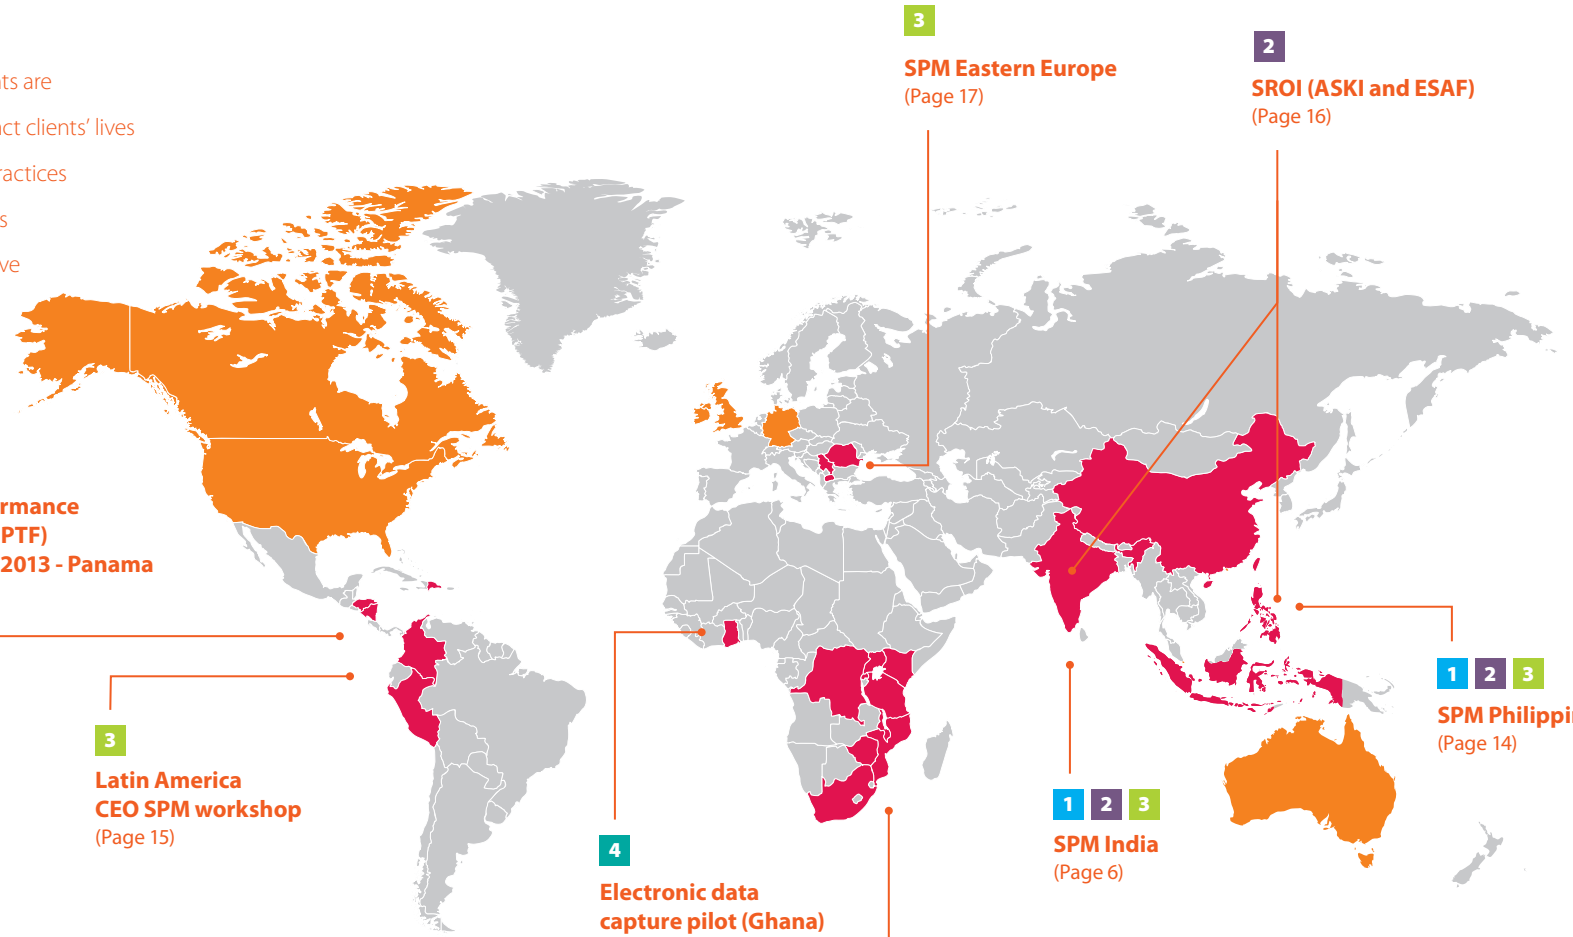 ts are
ct clients' lives
ractices
s
ve
3
SPM Eastern Europe
(Page 17)
2
SROI (ASKI and ESAF)
(Page 16)
rmance
PTF)
2013 - Panama
3
Latin America
CEO SPM workshop
(Page 15)
4
Electronic data
capture pilot (Ghana)
1 2 3
SPM India
(Page 6)
1 2 3
SPM Philippi
(Page 14)